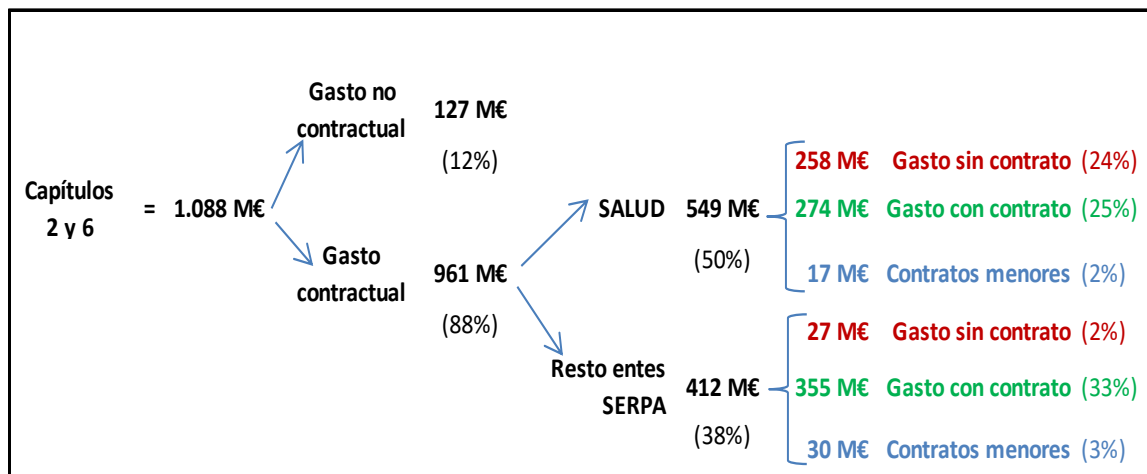 Gasto no
contractual
127 M€
(12%)
Capítulos
2 y 6
= 1.088 M€
Gasto
contractual
961 M€
(88%)
SALUD 549 M€
(50%)
258 M€ Gasto sin contrato (24%)
274 M€ Gasto con contrato (25%)
17 M€ Contratos menores (2%)
Resto entes
SERPA
412 M€
(38%)
27 M€ Gasto sin contrato (2%)
355 M€ Gasto con contrato (33%)
30 M€ Contratos menores (3%)